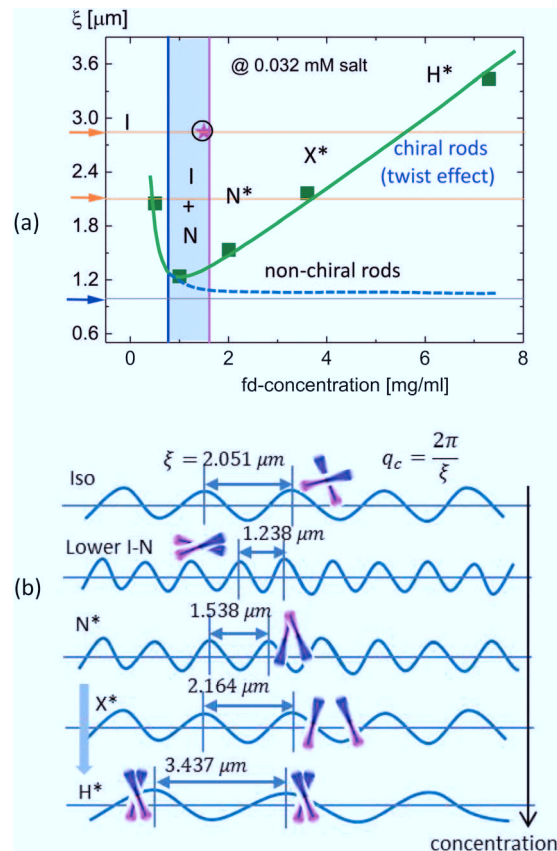 ξ [μm]
3.6
3.0
2.4
1.8
1.2
0.6
@ 0.032 mM salt
H*
I
X*
chiral rods
(twist effect)
I
+
N
N*
non-chiral rods
(a)
0
2
4
6
8
fd-concentration [mg/ml]
ξ = 2.051 μm
q_c = 2π/ξ
Iso
1.238 μm
Lower I-N
(b)
1.538 μm
N*
2.164 μm
X*
3.437 μm
H*
concentration